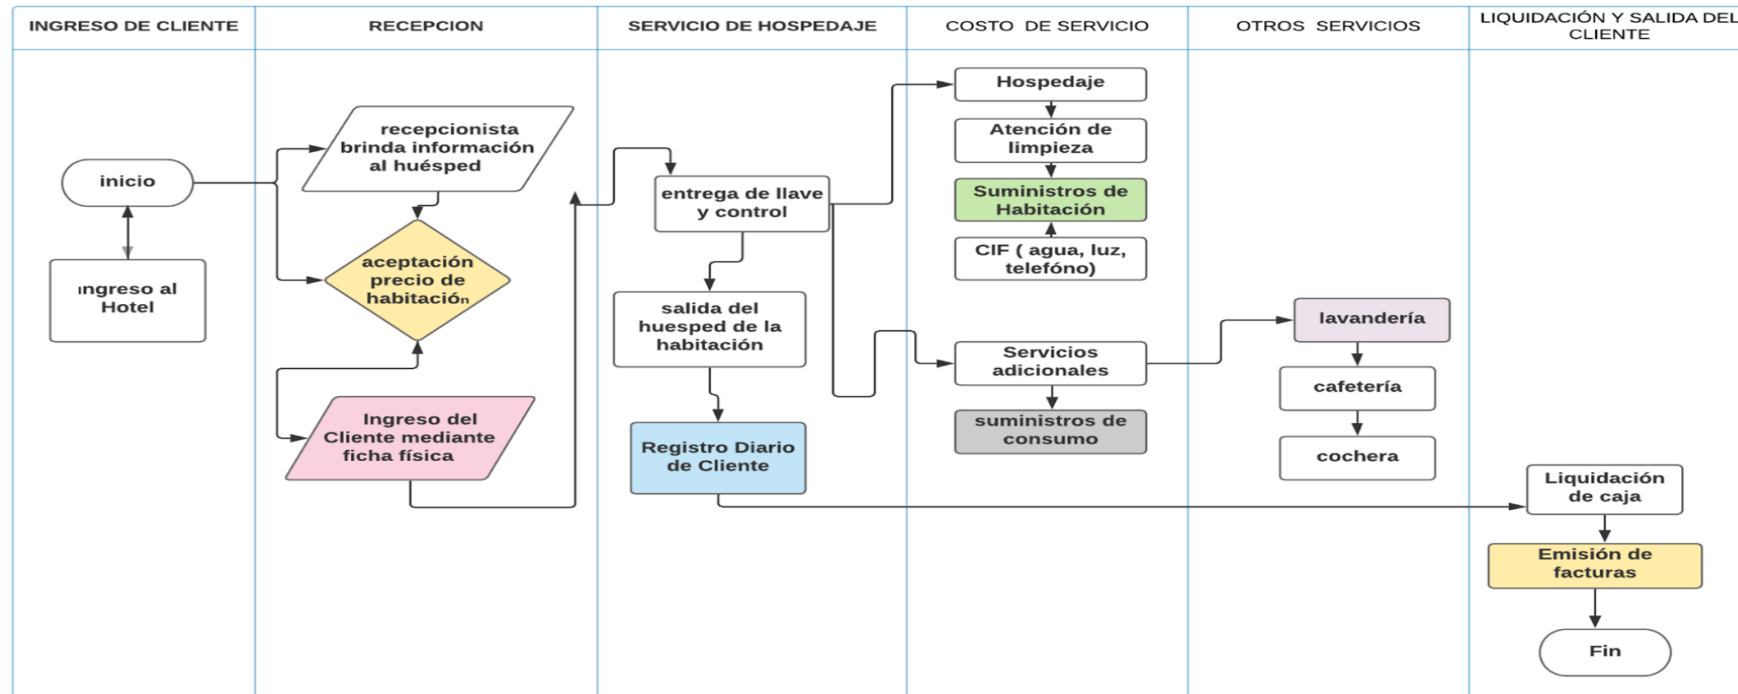 INGRESO DE CLIENTE
RECEPCION
SERVICIO DE HOSPEDAJE
COSTO DE SERVICIO
OTROS SERVICIOS
LIQUIDACIÓN Y SALIDA DEL
CLIENTE
inicio
ingreso al
Hotel
recepcionista
brinda información
al huésped
aceptación
precio de
habitación
Ingreso del
Cliente mediante
ficha física
entrega de llave
y control
salida del
huesped de la
habitación
Registro Diario
de Cliente
Hospedaje
Atención de
limpieza
Suministros de
Habitación
CIF ( agua, luz,
telefóno)
Servicios
adicionales
suministros de
consumo
lavandería
cafetería
cochera
Liquidación
de caja
Emisión de
facturas
Fin